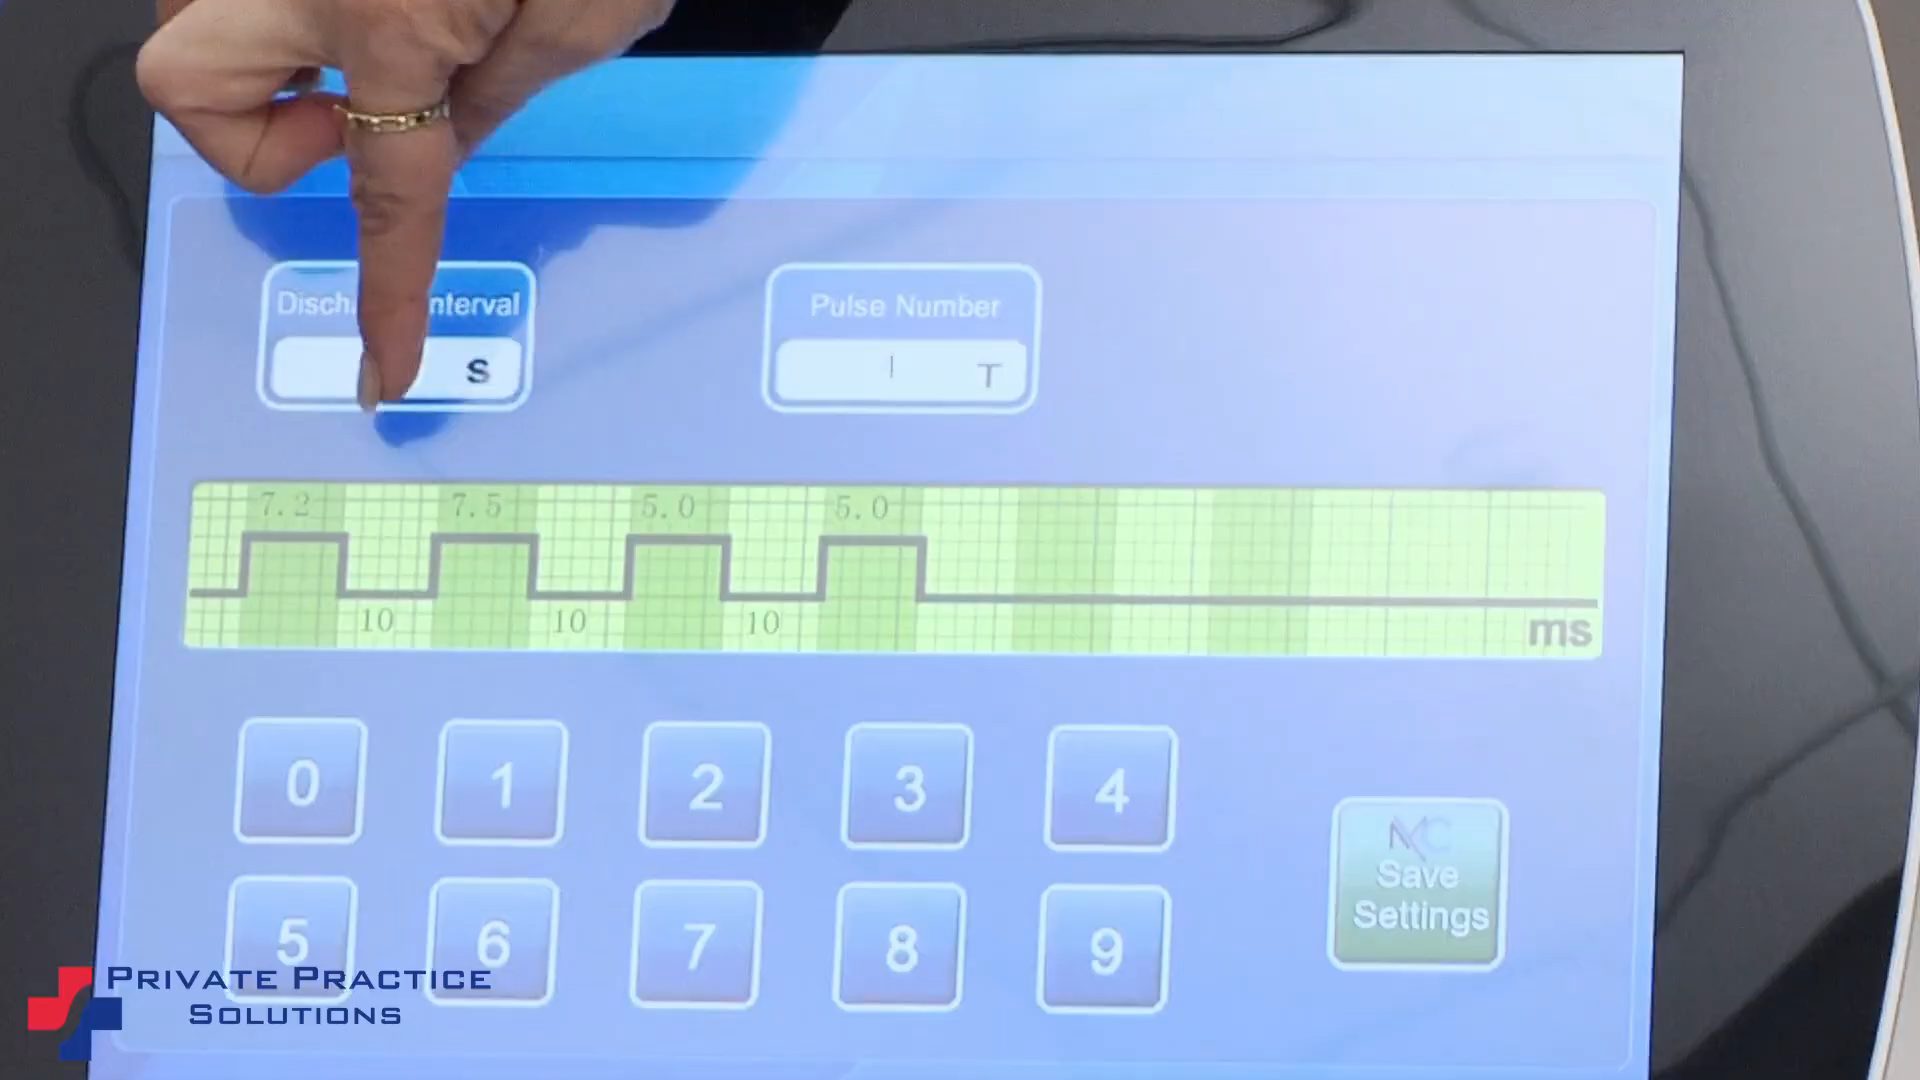 Disch nterval
S
Pulse Number
T
7.2 7.5 5.0 5.0
10 10 10
ms
0 1 2 3 4
5 6 7 8 9
Save
Settings
PRIVATE PRACTICE
SOLUTIONS